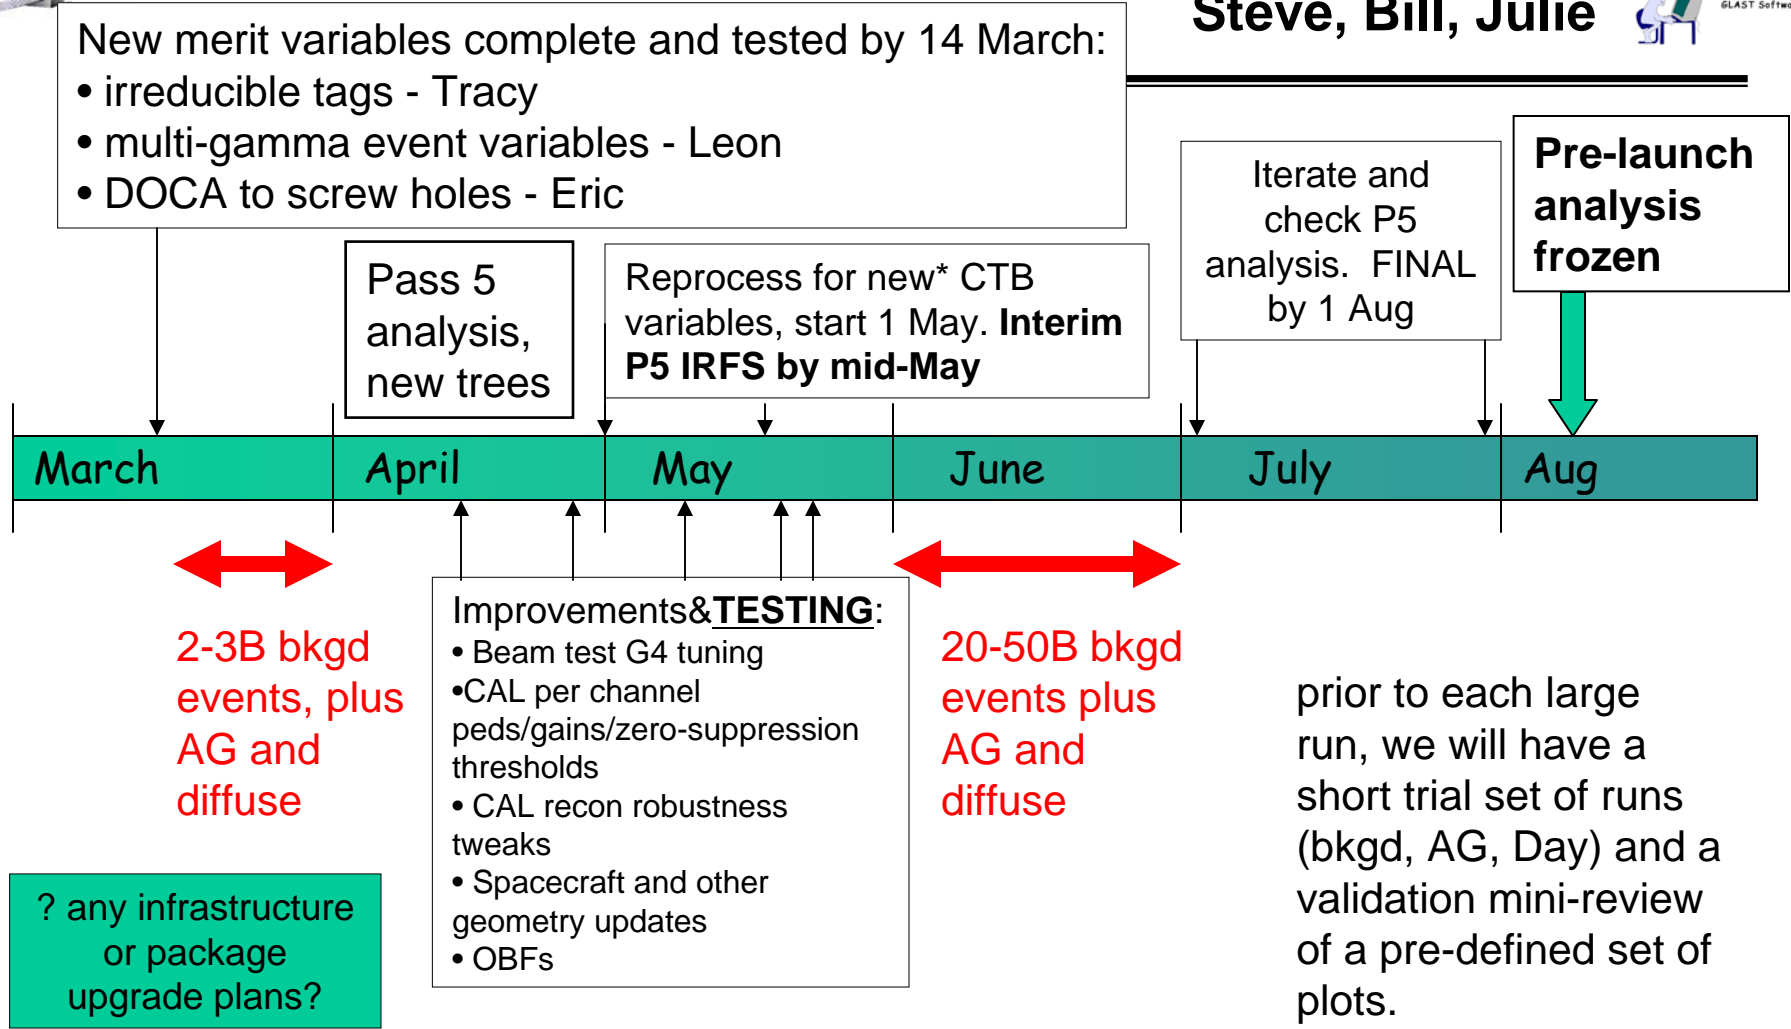 Steve, Bill, Julie
GLAST Softwa
New merit variables complete and tested by 14 March:
• irreducible tags - Tracy
• multi-gamma event variables - Leon
• DOCA to screw holes - Eric
Pass 5
analysis,
new trees
Reprocess for new* CTB
variables, start 1 May. Interim
P5 IRFS by mid-May
Iterate and
check P5
analysis. FINAL
by 1 Aug
Pre-launch
analysis
frozen
March
April
May
June
July
Aug
2-3B bkgd
events, plus
AG and
diffuse
Improvements&TESTING:
• Beam test G4 tuning
•CAL per channel
peds/gains/zero-suppression
thresholds
• CAL recon robustness
tweaks
• Spacecraft and other
geometry updates
• OBFs
20-50B bkgd
events plus
AG and
diffuse
prior to each large
run, we will have a
short trial set of runs
(bkgd, AG, Day) and a
validation mini-review
of a pre-defined set of
plots.
? any infrastructure
or package
upgrade plans?